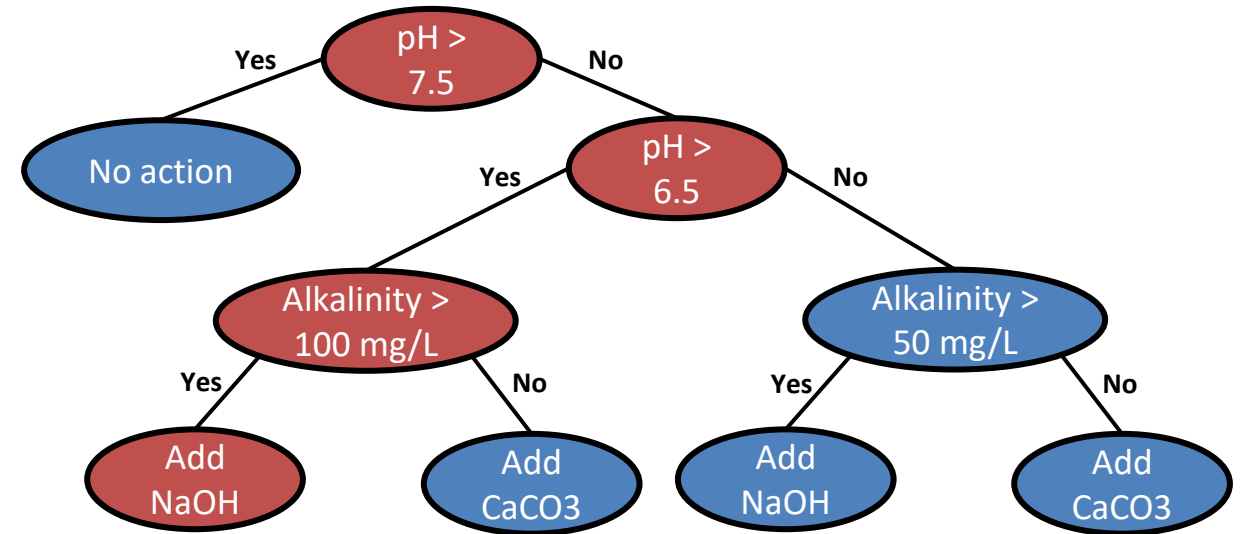 pH >
7.5
Yes
No
No action
pH >
6.5
Yes
No
Alkalinity >
100 mg/L
Alkalinity >
50 mg/L
Yes
No
Yes
No
Add
NaOH
Add
CaCO3
Add
NaOH
Add
CaCO3